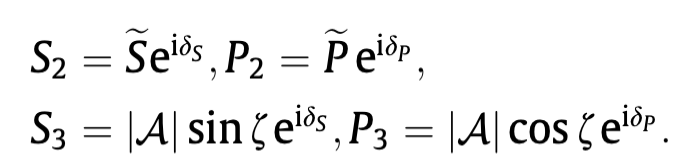 S₂ = S̃e^{iδ_S}, P₂ = P̃e^{iδ_P},
S₃ = |𝒜| sin ζ e^{iδ_S}, P₃ = |𝒜| cos ζ e^{iδ_P}.